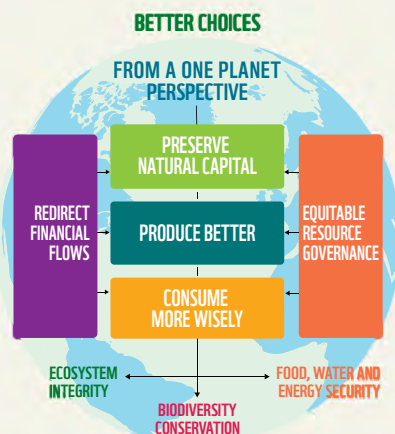 BETTER CHOICES
FROM A ONE PLANET
PERSPECTIVE
PRESERVE
NATURAL CAPITAL
REDIRECT
FINANCIAL
FLOWS
PRODUCE BETTER
EQUITABLE
RESOURCE
GOVERNANCE
CONSUME
MORE WISELY
ECOSYSTEM
INTEGRITY
FOOD, WATER AND
ENERGY SECURITY
BIODIVERSITY
CONSERVATION